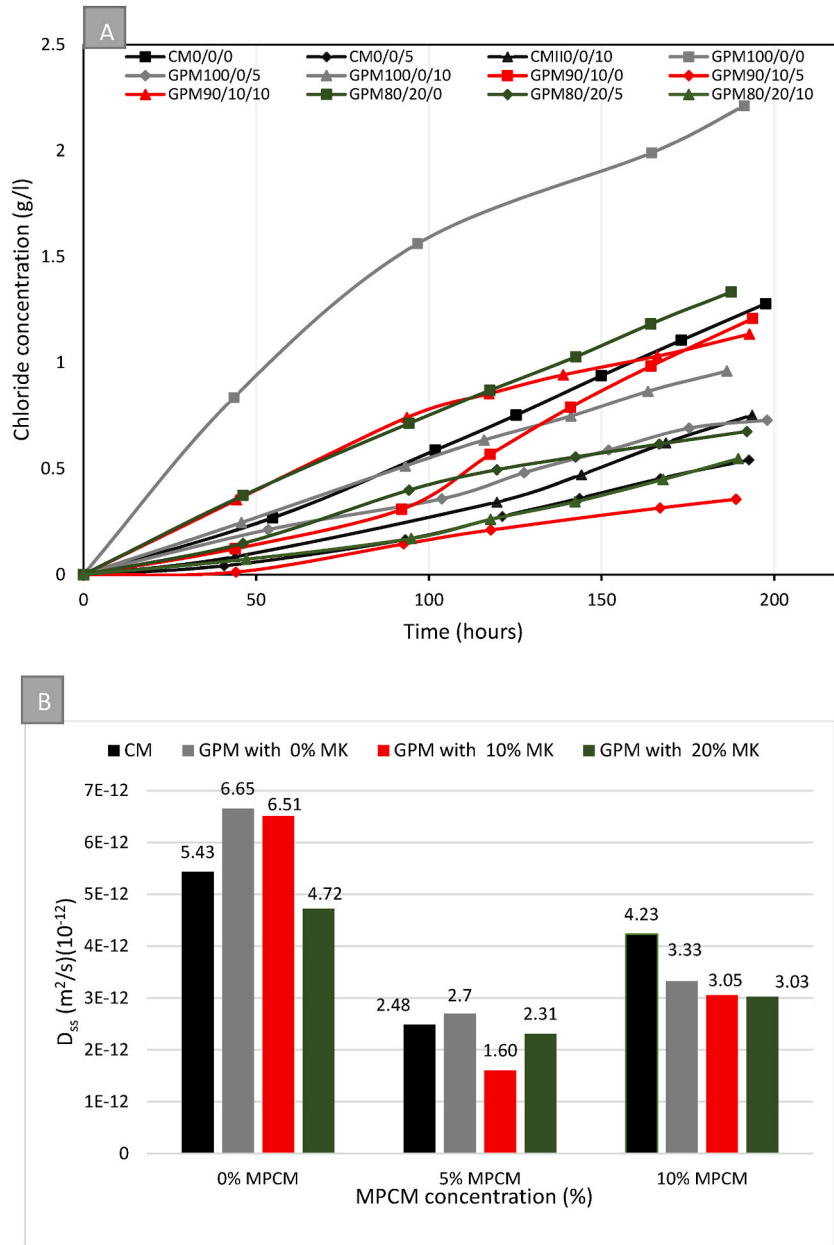 A
2.5
CM0/0/0 CM0/0/5 CMII0/0/10 GPM100/0/0
GPM100/0/5 GPM100/0/10 GPM90/10/0 GPM90/10/5
GPM90/10/10 GPM80/20/0 GPM80/20/5 GPM80/20/10
2
1.5
1
0.5
0
Chloride concentration (g/l)
0 50 100 150 200
Time (hours)
B
CM GPM with 0% MK GPM with 10% MK GPM with 20% MK
7E-12
6E-12
5E-12
4E-12
3E-12
2E-12
1E-12
0
Dss (m²/s)(10⁻¹²)
5.43 6.65 6.51 4.72
2.48 2.7 1.60 2.31
4.23 3.33 3.05 3.03
0% MPCM 5% MPCM 10% MPCM
MPCM concentration (%)